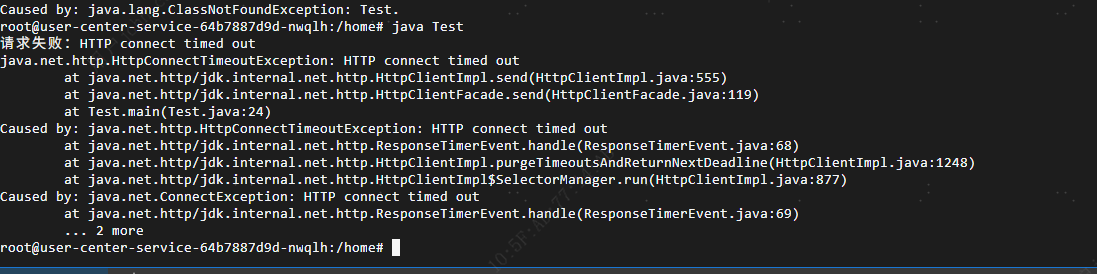 Caused by: java.lang.ClassNotFoundException: Test.
root@user-center-service-64b7887d9d-nwqlh:/home# java Test
请求失败: HTTP connect timed out
java.net.http.HttpConnectTimeoutException: HTTP connect timed out
at java.net.http/jdk.internal.net.http.HttpClientImpl.send(HttpClientImpl.java:555)
at java.net.http/jdk.internal.net.http.HttpClientFacade.send(HttpClientFacade.java:119)
at Test.main(Test.java:24)
Caused by: java.net.http.HttpConnectTimeoutException: HTTP connect timed out
at java.net.http/jdk.internal.net.http.ResponseTimerEvent.handle(ResponseTimerEvent.java:68)
at java.net.http/jdk.internal.net.http.HttpClientImpl.purgeTimeoutsAndReturnNextDeadline(HttpClientImpl.java:1248)
at java.net.http/jdk.internal.net.http.HttpClientImpl$SelectorManager.run(HttpClientImpl.java:877)
Caused by: java.net.ConnectException: HTTP connect timed out
at java.net.http/jdk.internal.net.http.ResponseTimerEvent.handle(ResponseTimerEvent.java:69)
... 2 more
root@user-center-service-64b7887d9d-nwqlh:/home#